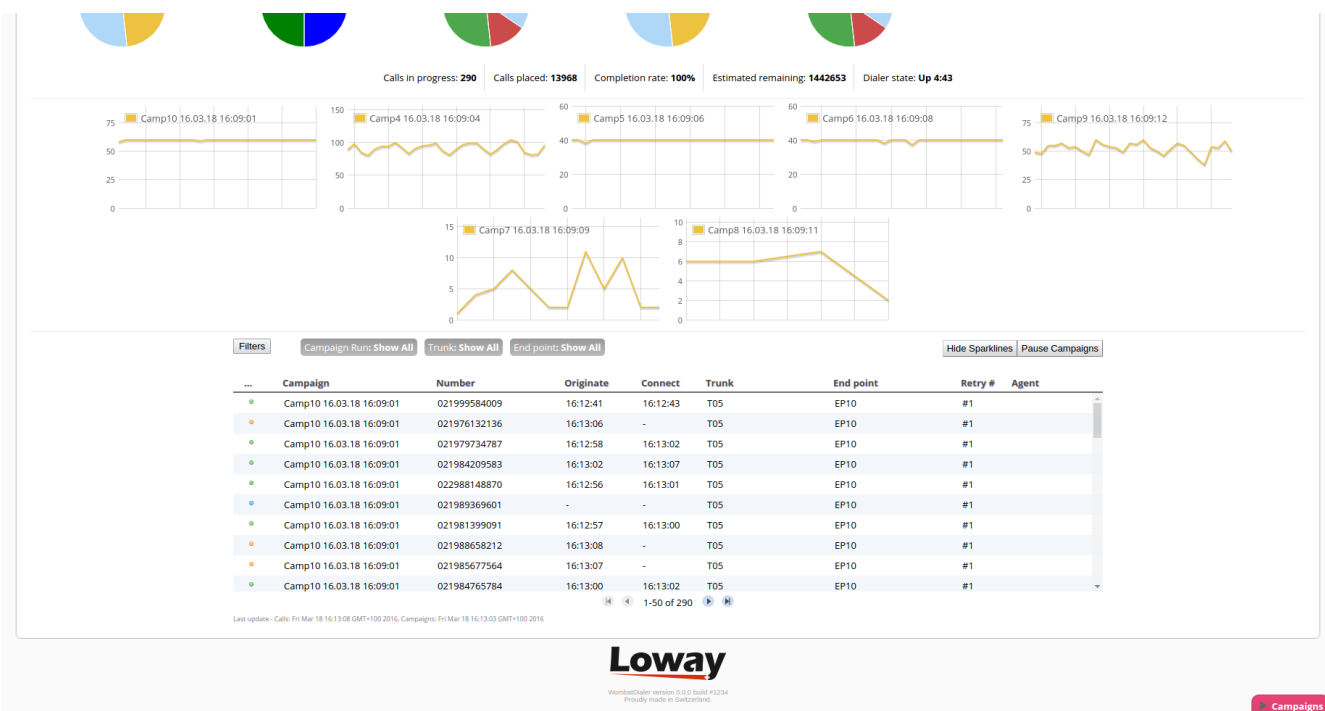 Calls in progress: 290 Calls placed: 13968 Completion rate: 100% Estimated remaining: 1442653 Dialer state: Up 4:43
Camp10 16.03.18 16:09:01
75
50
25
0
Camp4 16.03.18 16:09:04
150
100
50
0
Camp5 16.03.18 16:09:06
60
40
20
0
Camp6 16.03.18 16:09:08
60
40
20
0
Camp9 16.03.18 16:09:12
75
50
25
0
Camp7 16.03.18 16:09:09
15
10
5
0
Camp8 16.03.18 16:09:11
10
8
6
4
2
0
Filters Campaign Run: Show All Trunk: Show All End point: Show All Hide Sparklines Pause Campaigns
... Campaign Number Originate Connect Trunk End point Retry # Agent
Camp10 16.03.18 16:09:01 021999584009 16:12:41 16:12:43 T05 EP10 #1
Camp10 16.03.18 16:09:01 021976132136 16:13:06 - T05 EP10 #1
Camp10 16.03.18 16:09:01 021979734787 16:12:58 16:13:02 T05 EP10 #1
Camp10 16.03.18 16:09:01 021984209583 16:13:02 16:13:07 T05 EP10 #1
Camp10 16.03.18 16:09:01 022988148870 16:12:56 16:13:01 T05 EP10 #1
Camp10 16.03.18 16:09:01 021989369601 - - T05 EP10 #1
Camp10 16.03.18 16:09:01 021981399091 16:12:57 16:13:00 T05 EP10 #1
Camp10 16.03.18 16:09:01 021988658212 16:13:08 - T05 EP10 #1
Camp10 16.03.18 16:09:01 021985677564 16:13:07 - T05 EP10 #1
Camp10 16.03.18 16:09:01 021984765784 16:13:00 16:13:02 T05 EP10 #1
1-50 of 290
Last update - Calls: Fri Mar 18 16:13:08 GMT+100 2016, Campaigns: Fri Mar 18 16:13:03 GMT+100 2016
Loway
WombatDialer version 0.0.0 build #1234
Proudly made in Switzerland.
Campaigns